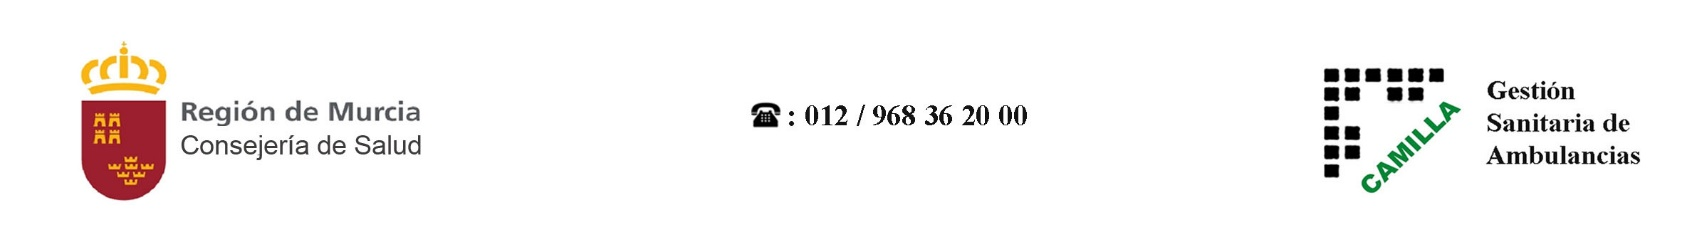 Región de Murcia
Consejería de Salud
☎: 012 / 968 36 20 00
CAMILLA
Gestión
Sanitaria de
Ambulancias